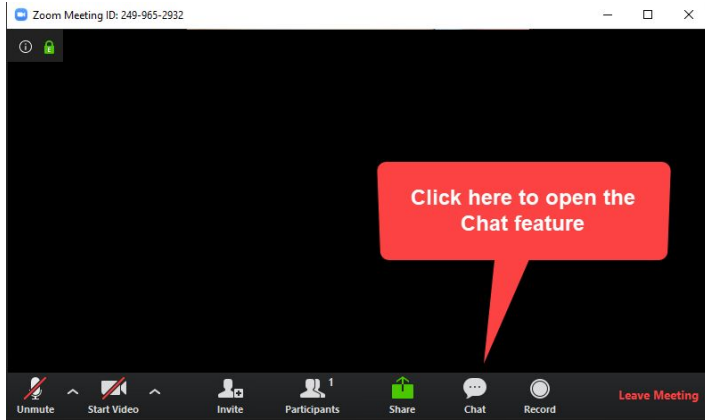 Zoom Meeting ID: 249-965-2932
E
Click here to open the
Chat feature
1
Unmute Start Video Invite Participants Share Chat Record Leave Meeting